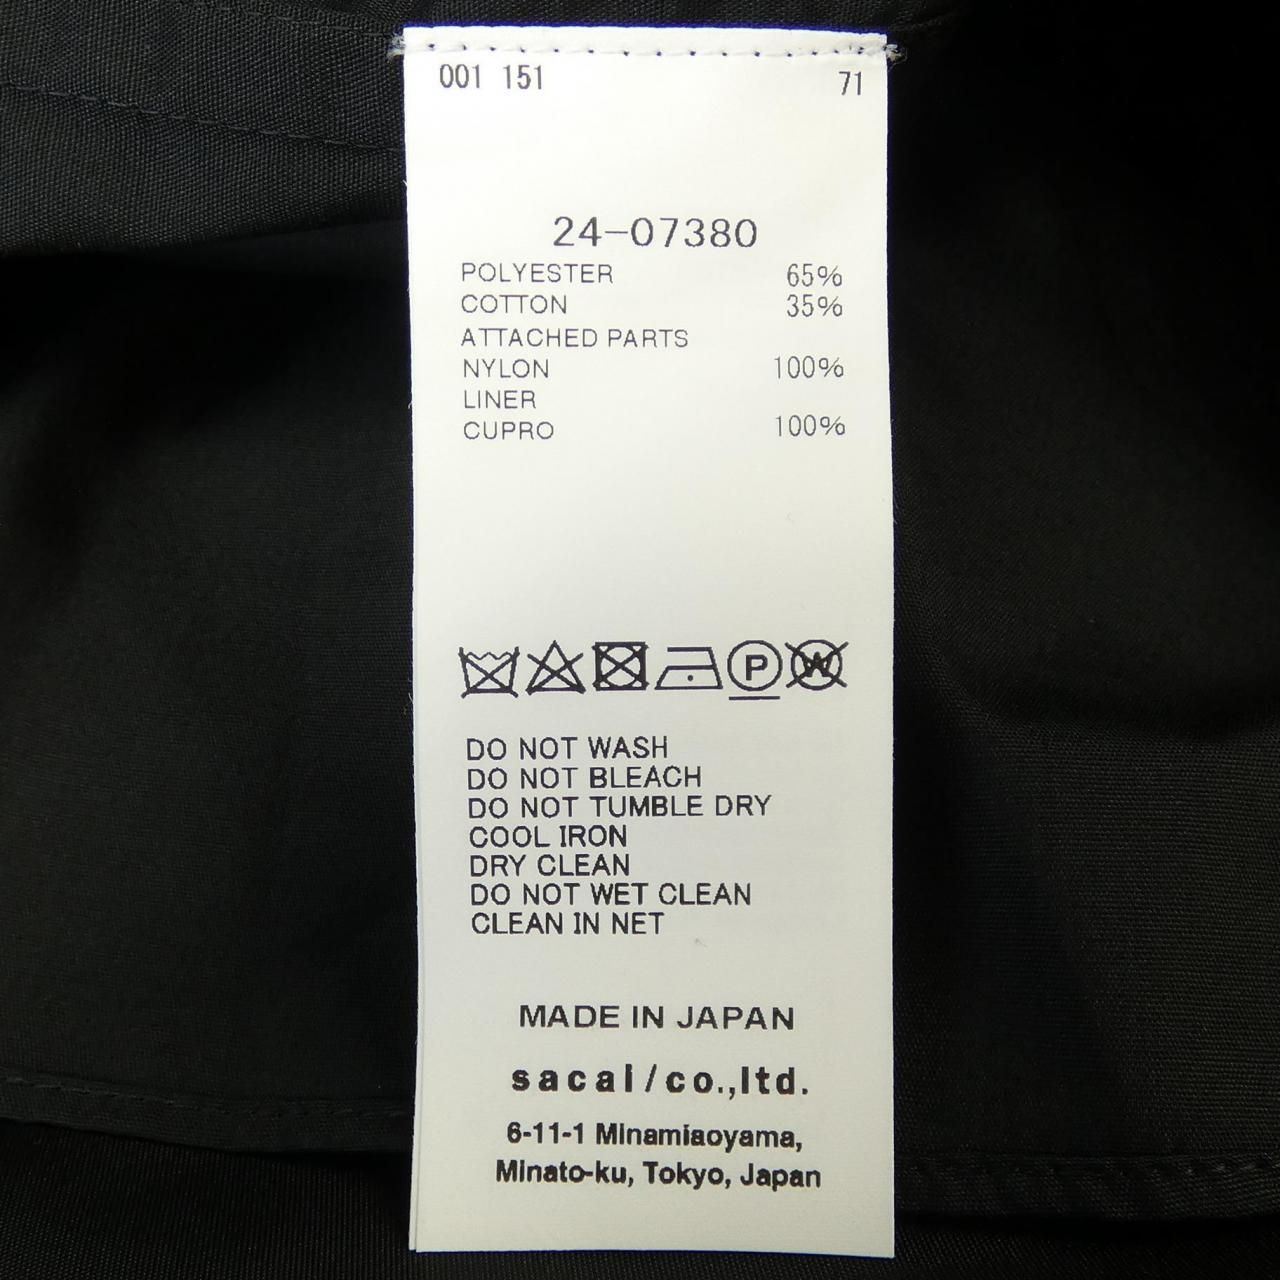 001 151 71
24-07380
POLYESTER 65%
COTTON 35%
ATTACHED PARTS
NYLON 100%
LINER
CUPRO 100%
P W
DO NOT WASH
DO NOT BLEACH
DO NOT TUMBLE DRY
COOL IRON
DRY CLEAN
DO NOT WET CLEAN
CLEAN IN NET
MADE IN JAPAN
sacai/co.,ltd.
6-11-1 Minamiaoyama,
Minato-ku, Tokyo, Japan